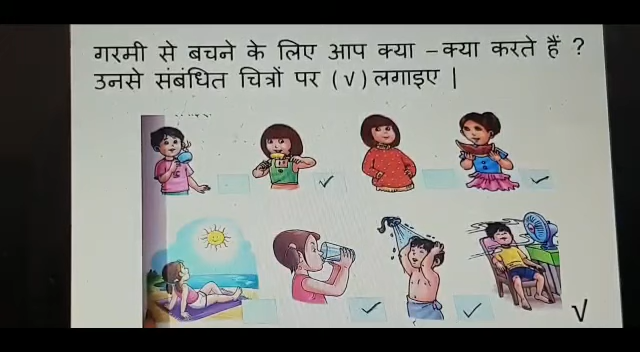 गरमी से बचने के लिए आप क्या – क्या करते हैं ?
उनसे संबंधित चित्रों पर (√) लगाइए |
√